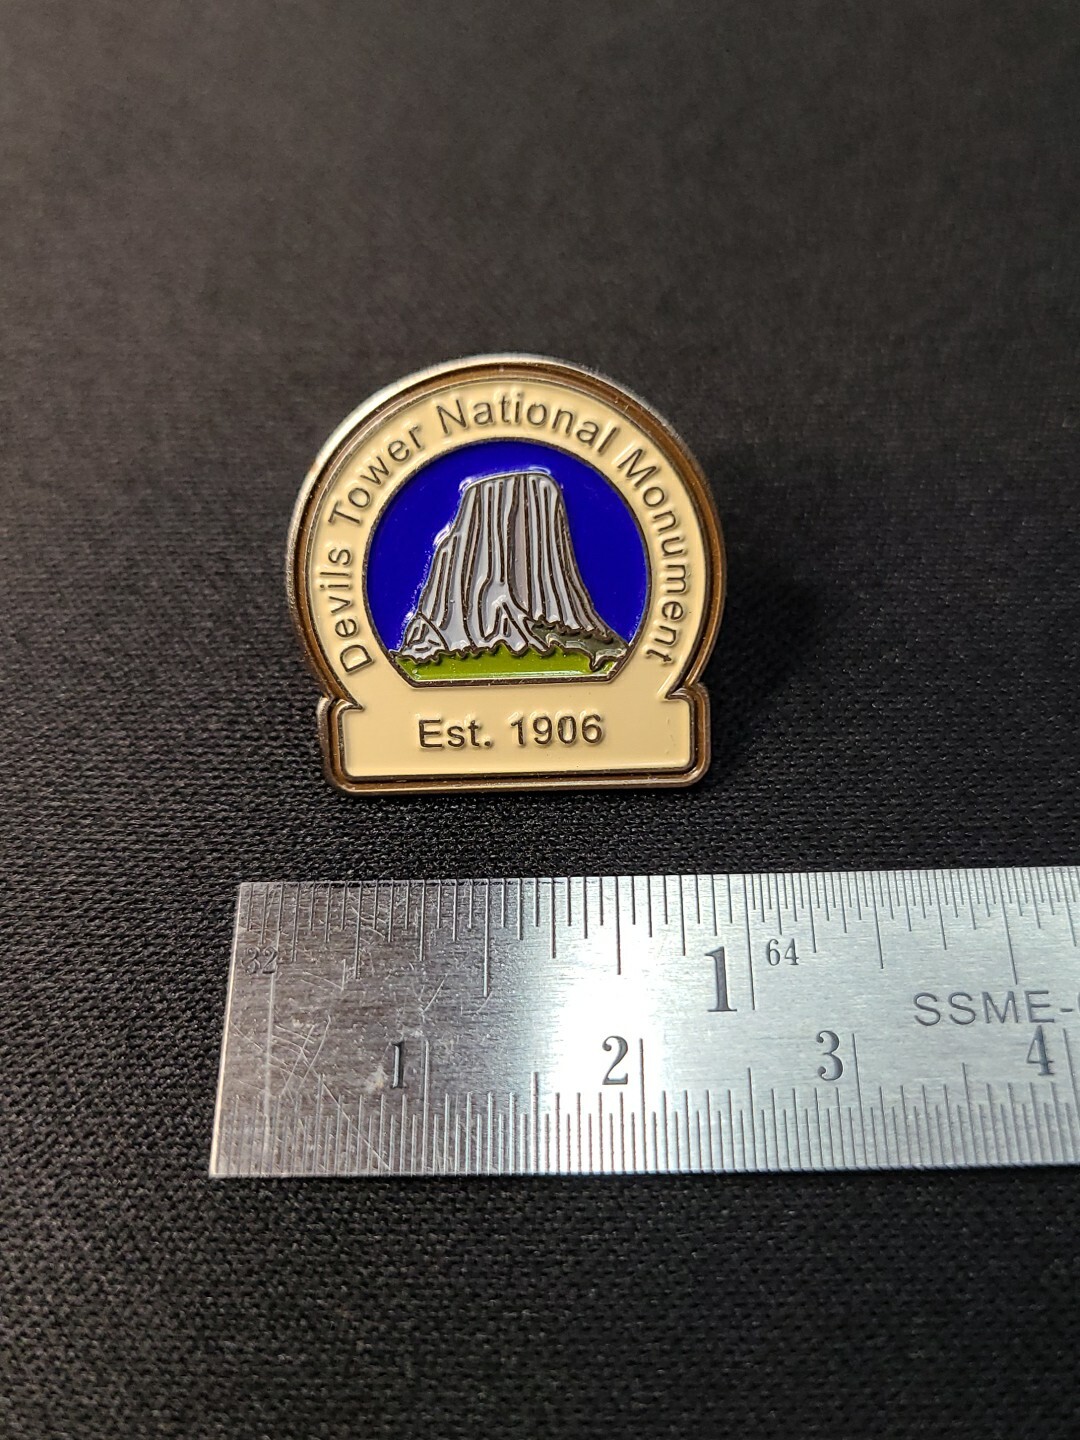 Devils Tower National Monument
Est. 1906
32 1 64
SSME-
1 2 3 4